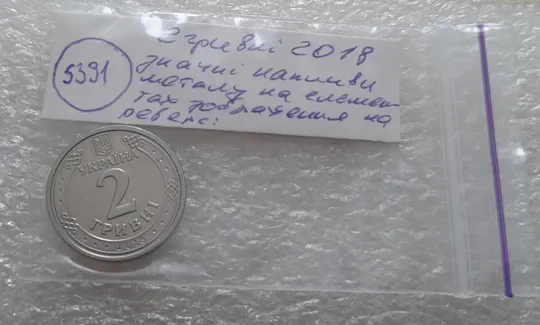 2 гривні 2018
5391
значні напливи
металу на елемен-
тах зображення на
реверсі
УКРАЇНА
2
ГРИВНІ